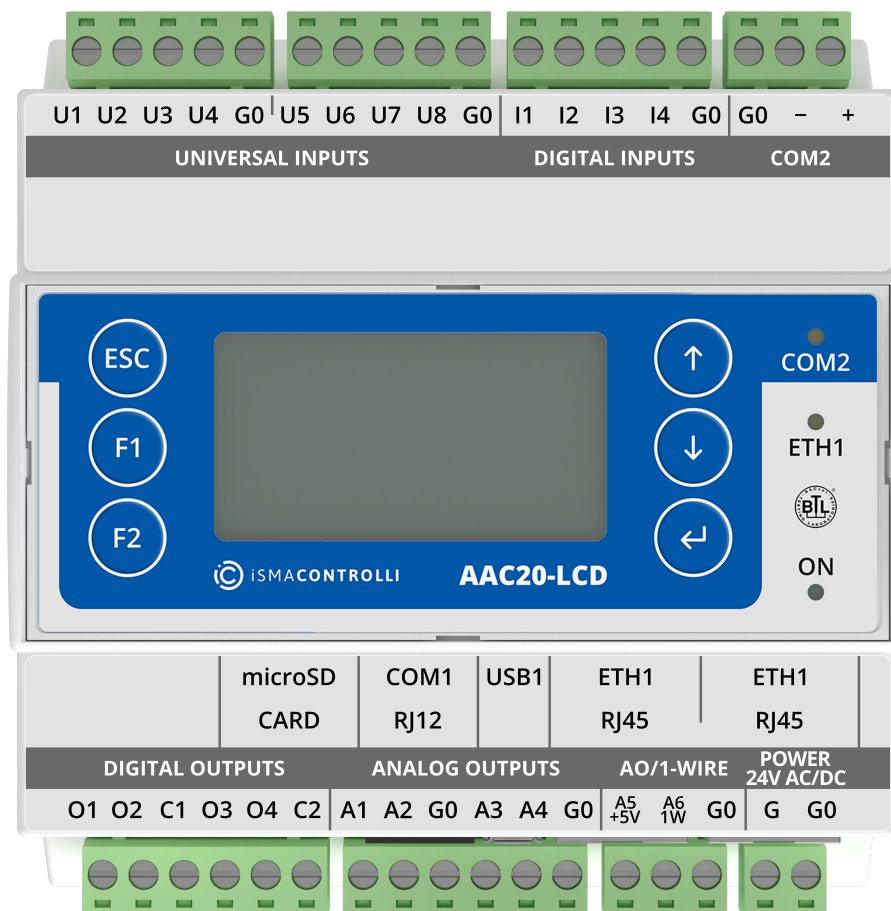 U1 U2 U3 U4 G0 U5 U6 U7 U8 G0 I1 I2 I3 I4 G0 G0 − +
UNIVERSAL INPUTS DIGITAL INPUTS COM2
ESC
F1
F2
↑
↓
↵
COM2
ETH1
BTL
ON
iSMACONTROLLI AAC20-LCD
microSD COM1 USB1 ETH1 ETH1
CARD RJ12 RJ45 RJ45
DIGITAL OUTPUTS ANALOG OUTPUTS AO/1-WIRE POWER
24V AC/DC
O1 O2 C1 O3 O4 C2 A1 A2 G0 A3 A4 G0 A5 A6 G0 G G0
+5V 1W